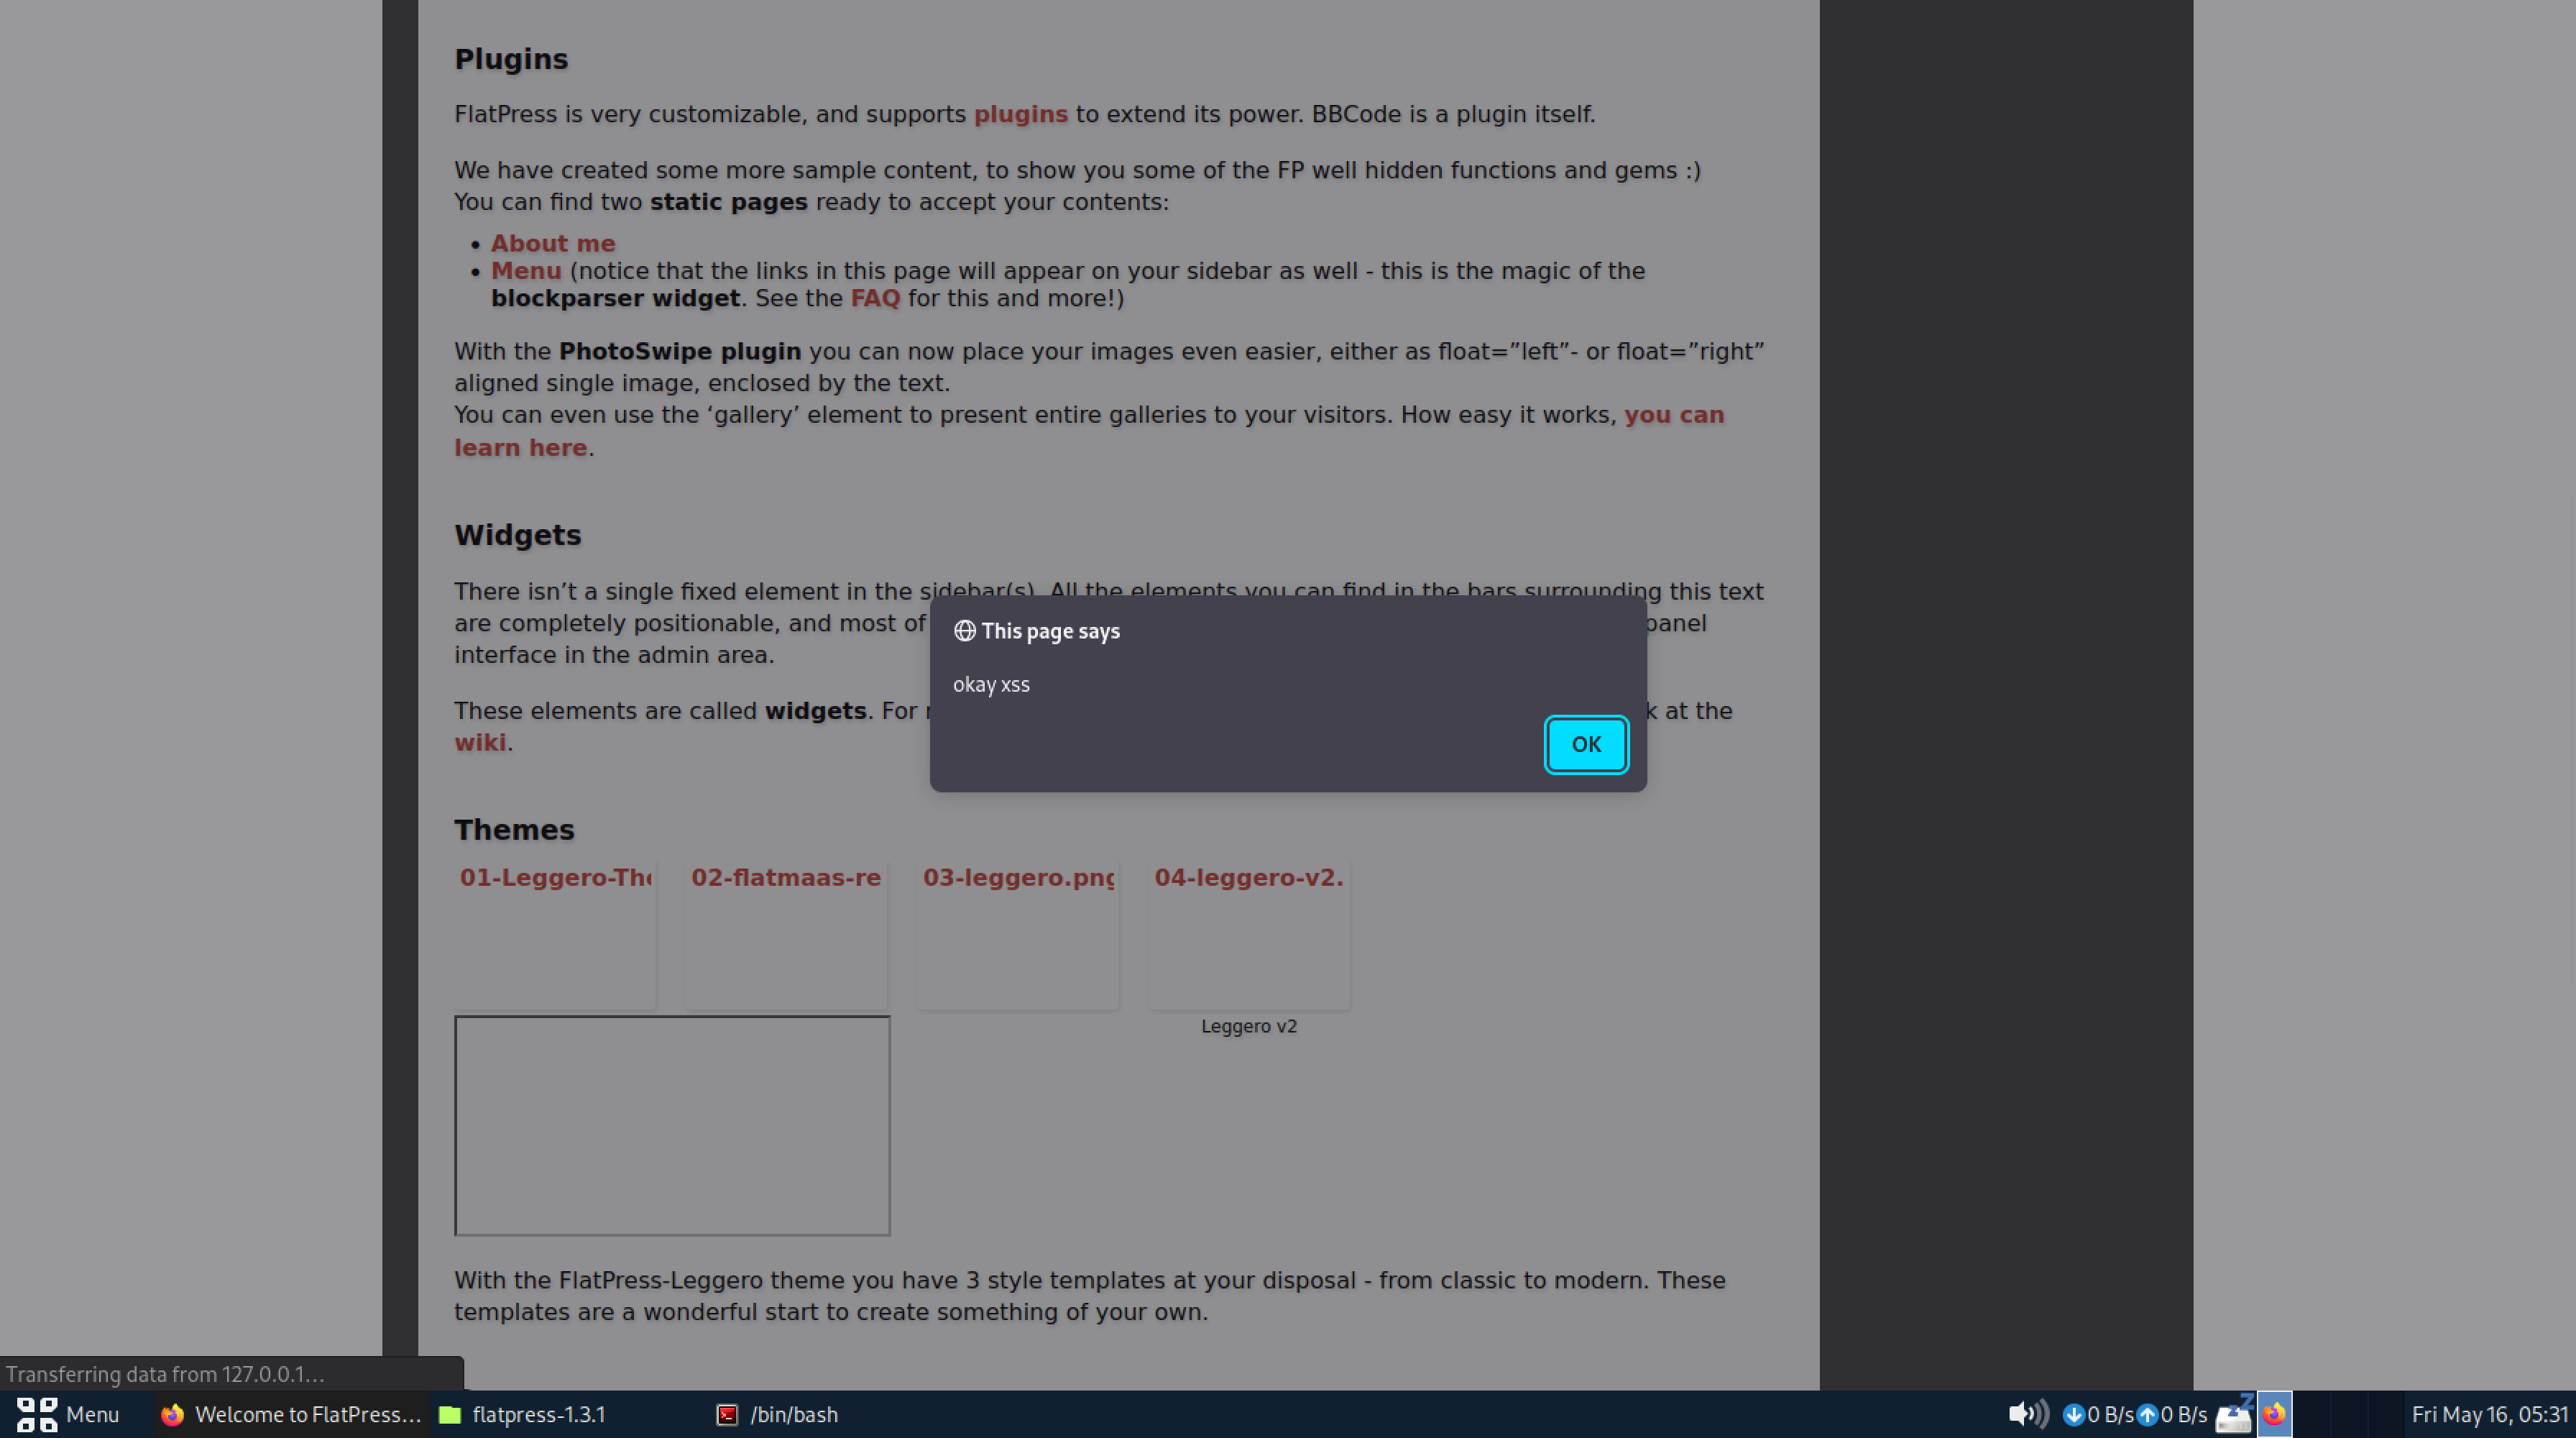 Plugins
FlatPress is very customizable, and supports plugins to extend its power. BBCode is a plugin itself.
We have created some more sample content, to show you some of the FP well hidden functions and gems :)
You can find two static pages ready to accept your contents:
• About me
• Menu (notice that the links in this page will appear on your sidebar as well - this is the magic of the
blockparser widget. See the FAQ for this and more!)
With the PhotoSwipe plugin you can now place your images even easier, either as float=”left”- or float=”right”
aligned single image, enclosed by the text.
You can even use the ‘gallery’ element to present entire galleries to your visitors. How easy it works, you can
learn here.
Widgets
There isn’t a single fixed element in the sidebar(s). All the elements you can find in the bars surrounding this text
are completely positionable, and most of
panel
interface in the admin area.
These elements are called widgets. For
at the
wiki.
This page says
okay xss
OK
Themes
01-Leggero-The
02-flatmaas-re
03-leggero.png
04-leggero-v2.
Leggero v2
With the FlatPress-Leggero theme you have 3 style templates at your disposal - from classic to modern. These
templates are a wonderful start to create something of your own.
Transferring data from 127.0.0.1…
Menu
Welcome to FlatPress…
flatpress-1.3.1
/bin/bash
0 B/s
0 B/s
Fri May 16, 05:31